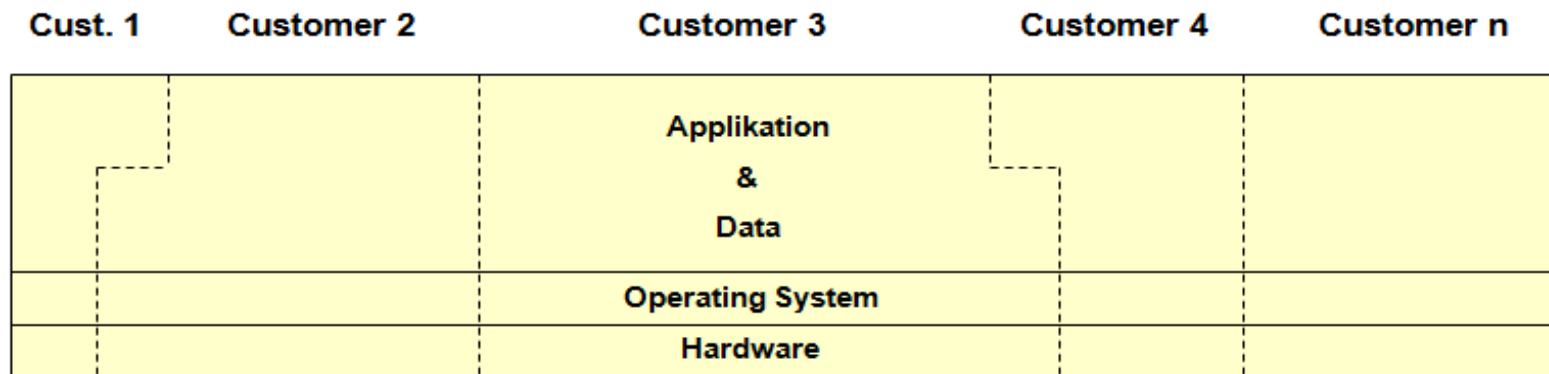 Cust. 1 Customer 2 Customer 3 Customer 4 Customer n
Applikation
&
Data
Operating System
Hardware